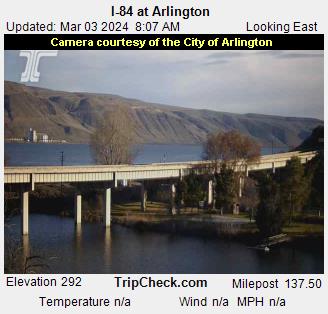 I-84 at Arlington
Updated: Mar 03 2024 8:07 AM Looking East
Camera courtesy of the City of Arlington
Elevation 292 TripCheck.com Milepost 137.50
Temperature n/a Wind n/a MPH n/a